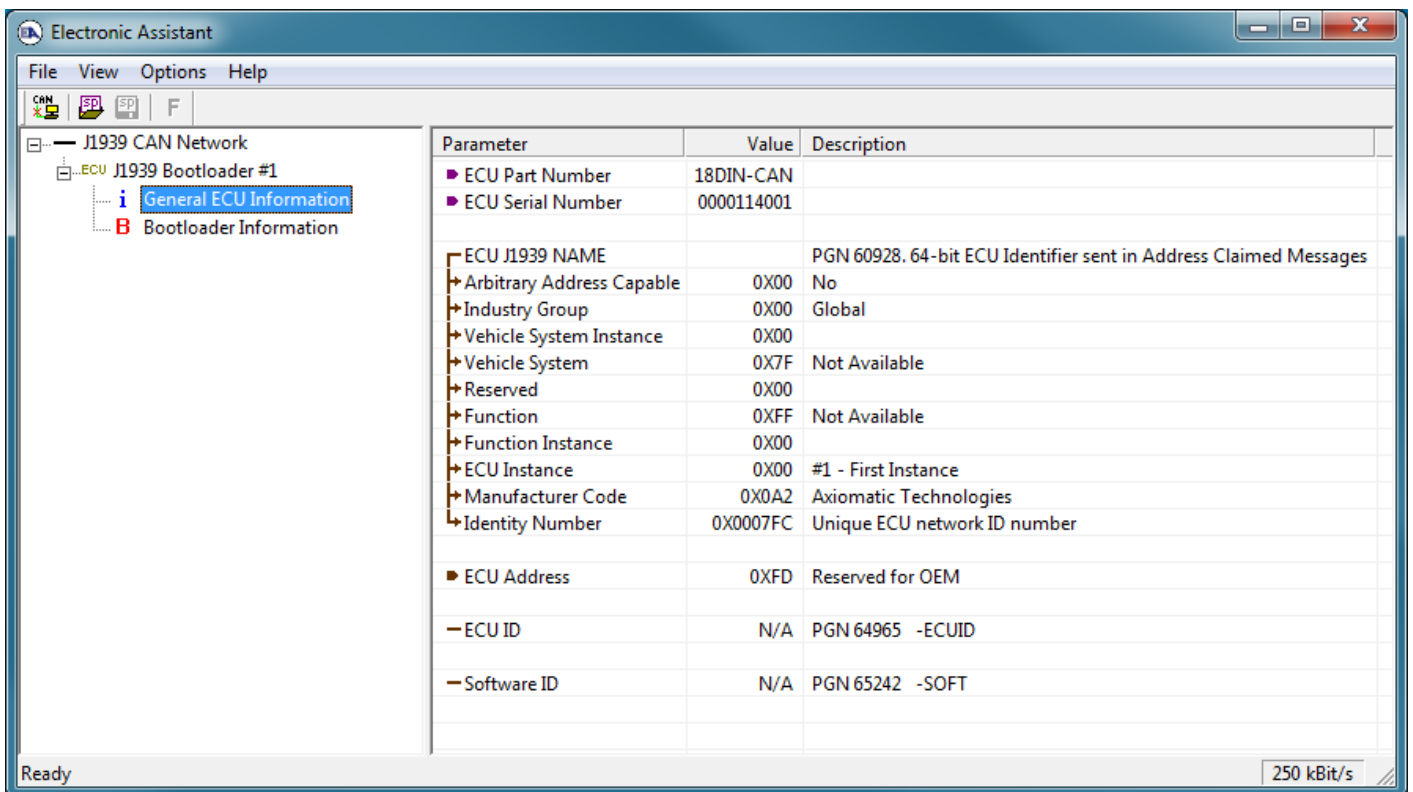 Electronic Assistant
File View Options Help
CAN SP SP F
J1939 CAN Network
ECU J1939 Bootloader #1
i General ECU Information
B Bootloader Information
Parameter Value Description
ECU Part Number 18DIN-CAN
ECU Serial Number 0000114001
ECU J1939 NAME PGN 60928. 64-bit ECU Identifier sent in Address Claimed Messages
Arbitrary Address Capable 0X00 No
Industry Group 0X00 Global
Vehicle System Instance 0X00
Vehicle System 0X7F Not Available
Reserved 0X00
Function 0XFF Not Available
Function Instance 0X00
ECU Instance 0X00 #1 - First Instance
Manufacturer Code 0X0A2 Axiomatic Technologies
Identity Number 0X0007FC Unique ECU network ID number
ECU Address 0XFD Reserved for OEM
ECU ID N/A PGN 64965 -ECUID
Software ID N/A PGN 65242 -SOFT
Ready 250 kBit/s